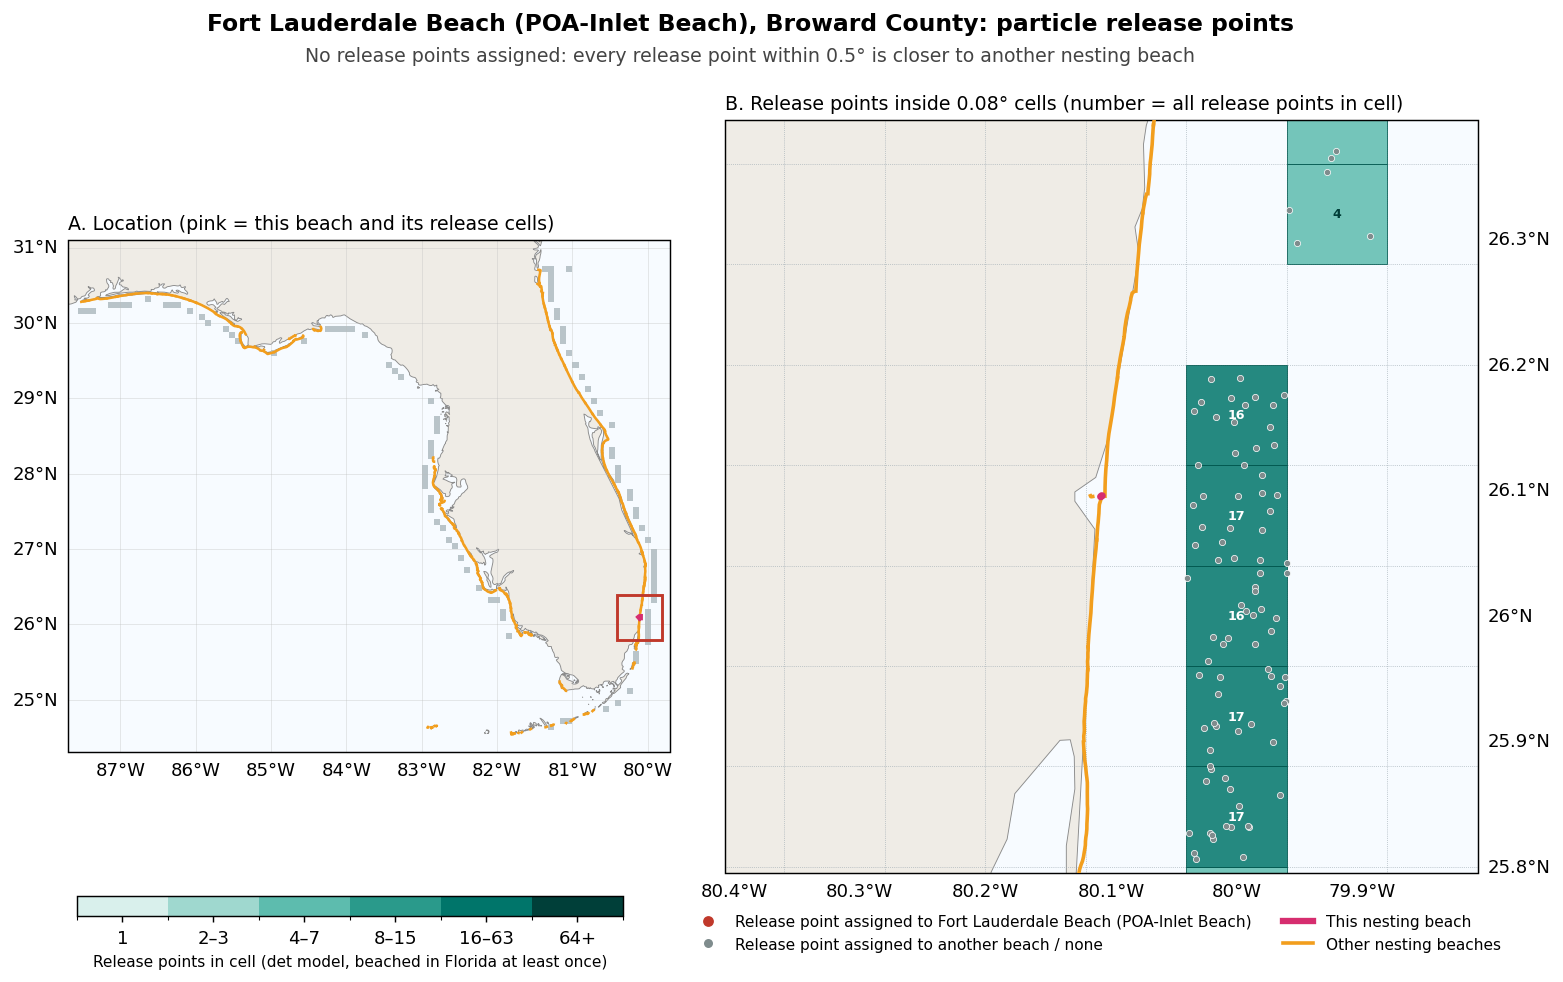 Fort Lauderdale Beach (POA-Inlet Beach), Broward County: particle release points
No release points assigned: every release point within 0.5° is closer to another nesting beach
A. Location (pink = this beach and its release cells)
31°N
30°N
29°N
28°N
27°N
26°N
25°N
87°W 86°W 85°W 84°W 83°W 82°W 81°W 80°W
B. Release points inside 0.08° cells (number = all release points in cell)
4
16
17
16
17
17
26.3°N
26.2°N
26.1°N
26°N
25.9°N
25.8°N
80.4°W 80.3°W 80.2°W 80.1°W 80°W 79.9°W
1 2–3 4–7 8–15 16–63 64+
Release points in cell (det model, beached in Florida at least once)
Release point assigned to Fort Lauderdale Beach (POA-Inlet Beach)
Release point assigned to another beach / none
This nesting beach
Other nesting beaches